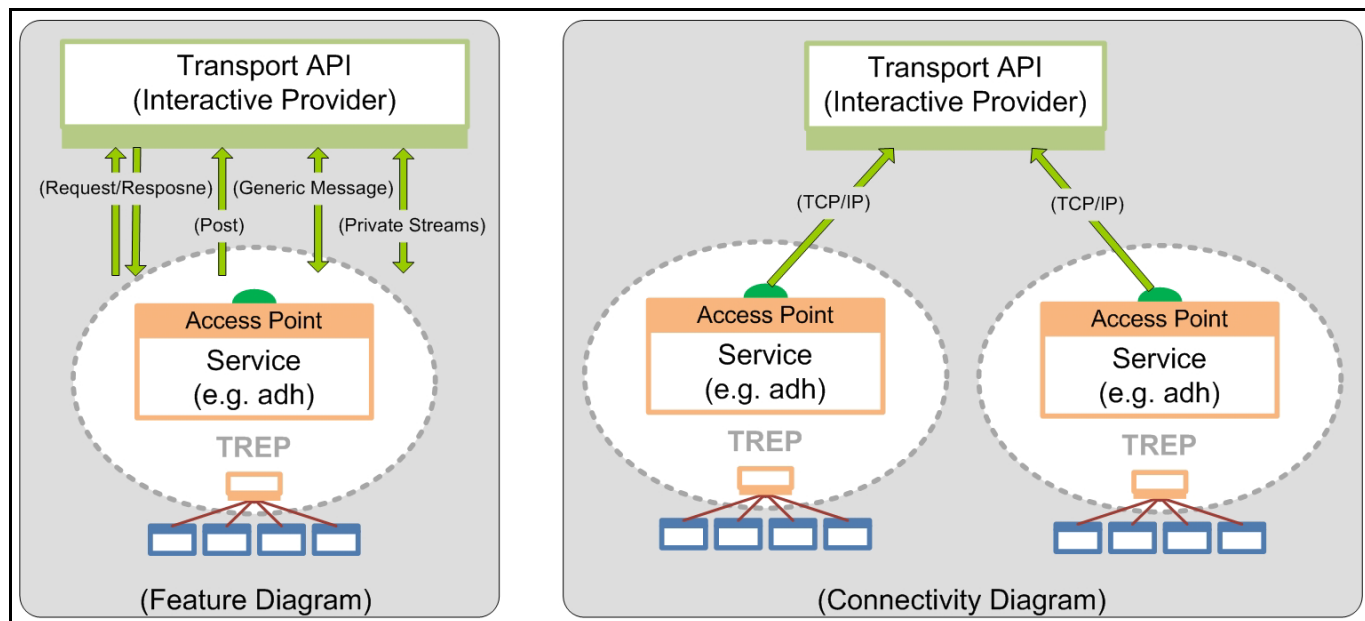 Transport API
(Interactive Provider)
(Request/Resposne)
(Generic Message)
(Post)
(Private Streams)
Access Point
Service
(e.g. adh)
TREP
(Feature Diagram)
Transport API
(Interactive Provider)
(TCP/IP)
(TCP/IP)
Access Point
Service
(e.g. adh)
TREP
Access Point
Service
(e.g. adh)
TREP
(Connectivity Diagram)